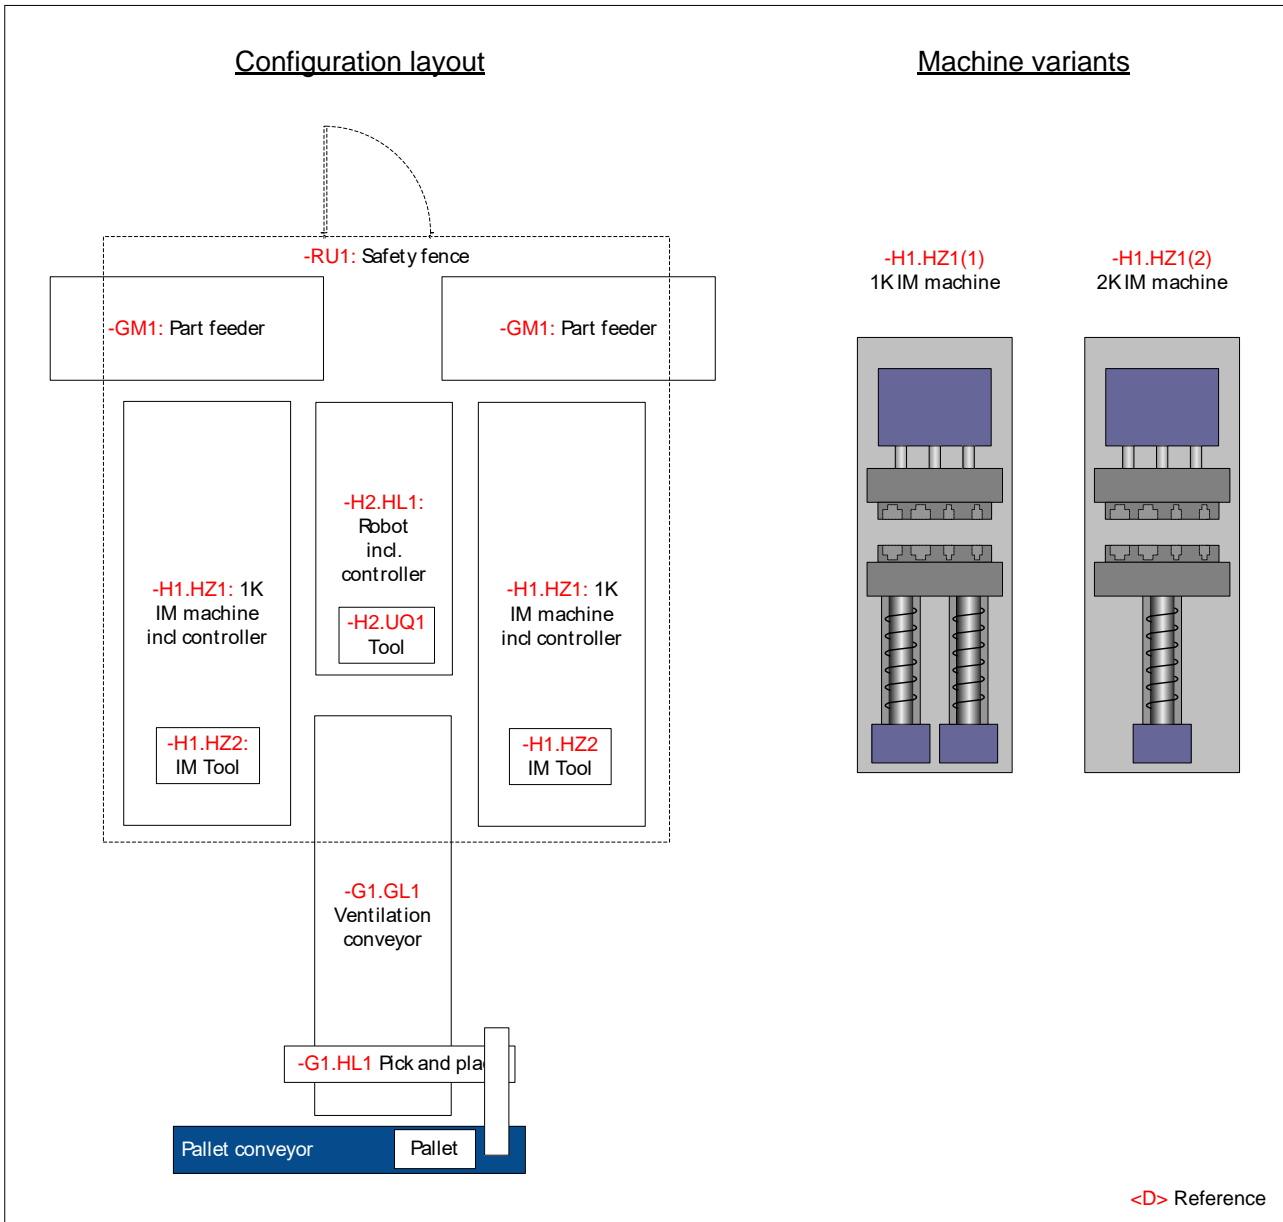 Configuration layout
Machine variants
-RU1: Safety fence
-GM1: Part feeder
-GM1: Part feeder
-H1.HZ1(1)
1K IM machine
-H1.HZ1(2)
2K IM machine
-H2.HL1:
Robot
incl.
controller
-H2.UQ1
Tool
-H1.HZ1: 1K
IM machine
incl controller
-H1.HZ1: 1K
IM machine
incl controller
-H1.HZ2:
IM Tool
-H1.HZ2
IM Tool
-G1.GL1
Ventilation
conveyor
-G1.HL1 Pick and pla
Pallet conveyor
Pallet
<D> Reference